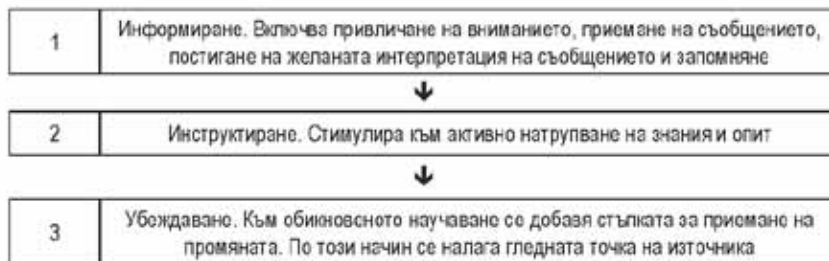 1
Информиране. Включва привличане на вниманието, приемане на съобщението,
постигане на желаната интерпретация на съобщението и запомняне
2
Инструктиране. Стимулира към активно натрупване на знания и опит
3
Убеждаване. Към обикновеното научаване се добавя стъпката за приемане на
промяната. По този начин се налага гледната точка на източника